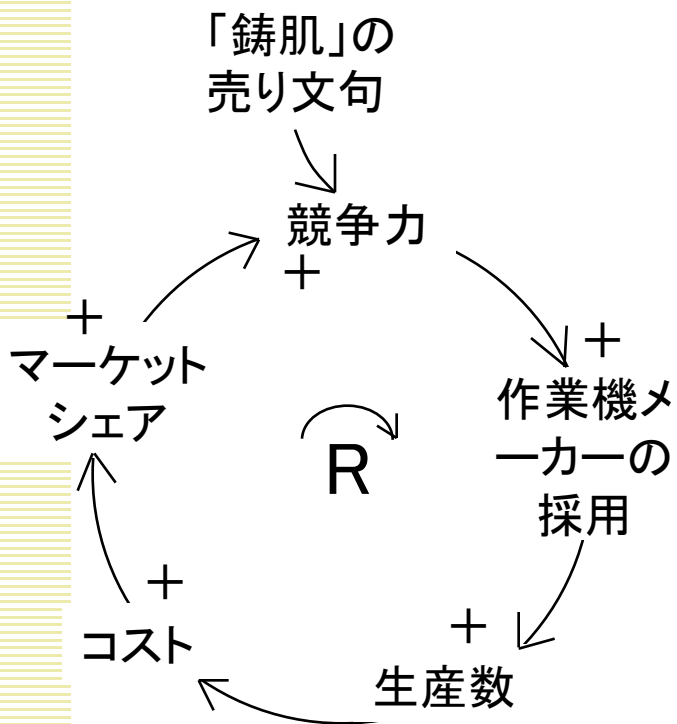 「鋳肌」の
売り文句
競争力
+
+
作業機メ
ーカーの
採用
+
生産数
+
コスト
+
マーケット
シェア
R